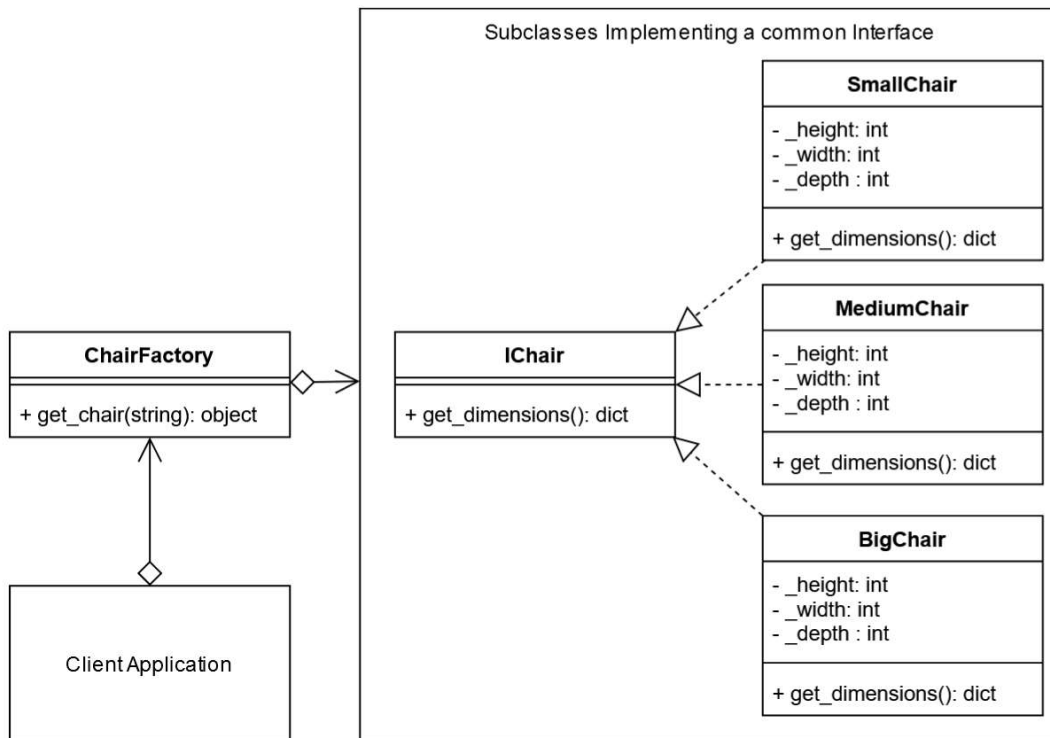 Subclasses Implementing a common Interface
SmallChair
- _height: int
- _width: int
- _depth : int
+ get_dimensions(): dict
ChairFactory
+ get_chair(string): object
IChair
+ get_dimensions(): dict
MediumChair
- _height: int
- _width: int
- _depth : int
+ get_dimensions(): dict
BigChair
- _height: int
- _width: int
- _depth : int
+ get_dimensions(): dict
Client Application